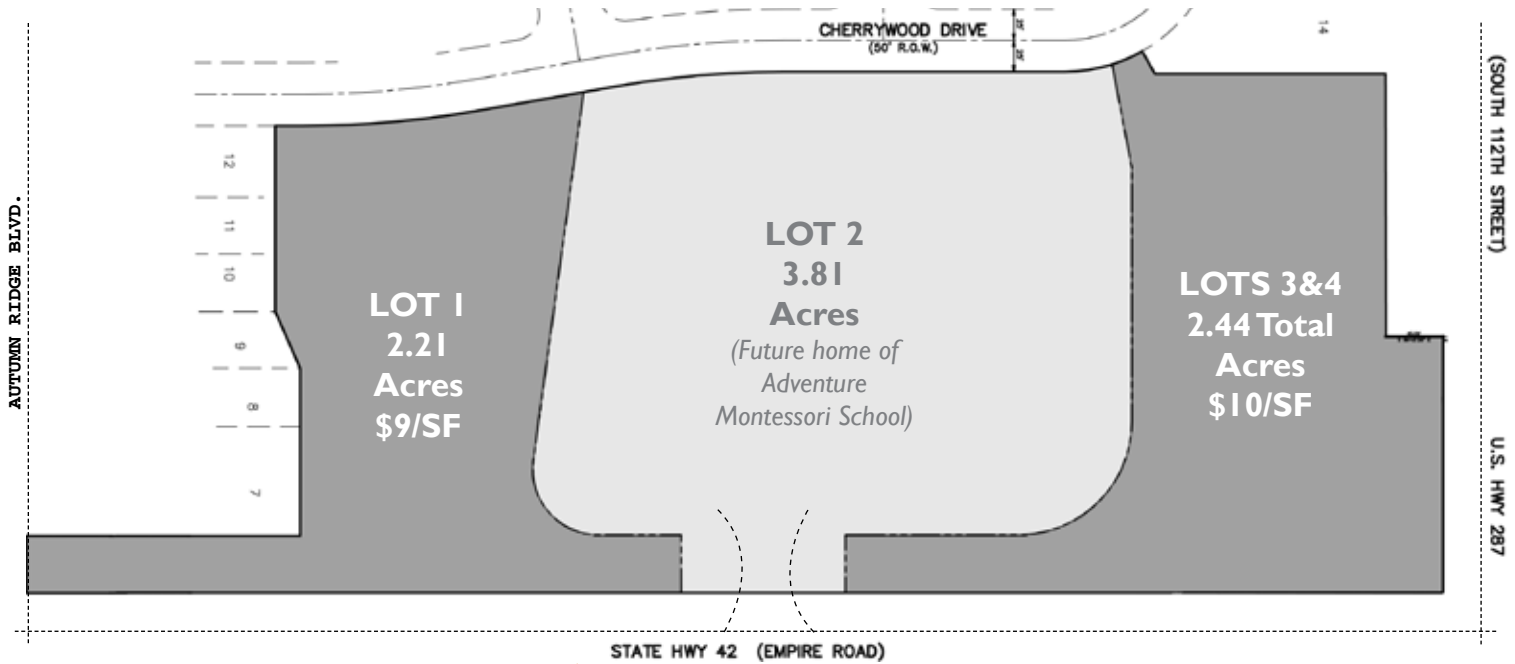 CHERRYWOOD DRIVE
(50' R.O.W.)
25'
25'
14
(SOUTH 112TH STREET)
U.S. HWY 287
AUTUMN RIDGE BLVD.
12
11
10
9
8
7
LOT 1
2.21
Acres
$9/SF
LOT 2
3.81
Acres
(Future home of
Adventure
Montessori School)
LOTS 3&4
2.44 Total
Acres
$10/SF
STATE HWY 42 (EMPIRE ROAD)